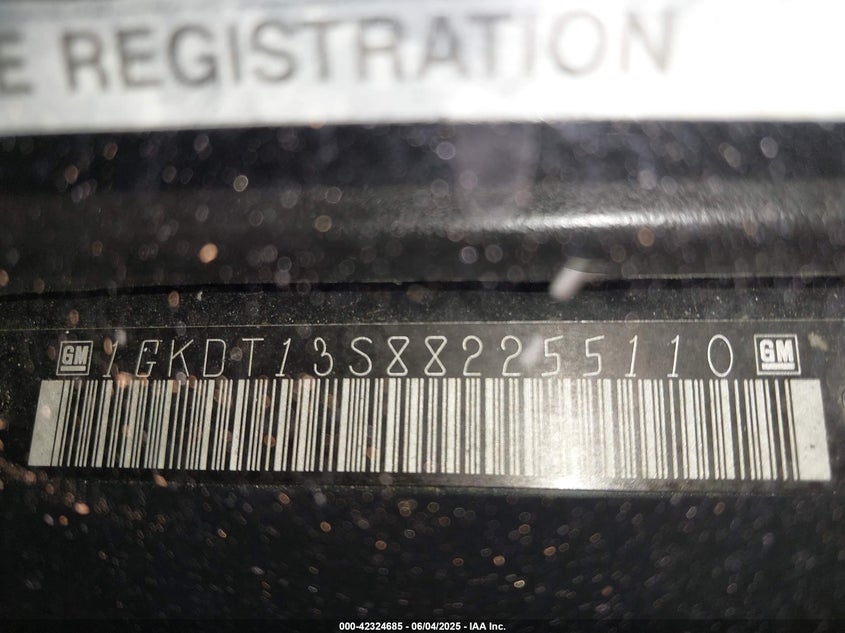 E REGISTRATION
GM 1GKDT13S882255110 GM
000-42324685 - 06/04/2025 - IAA Inc.